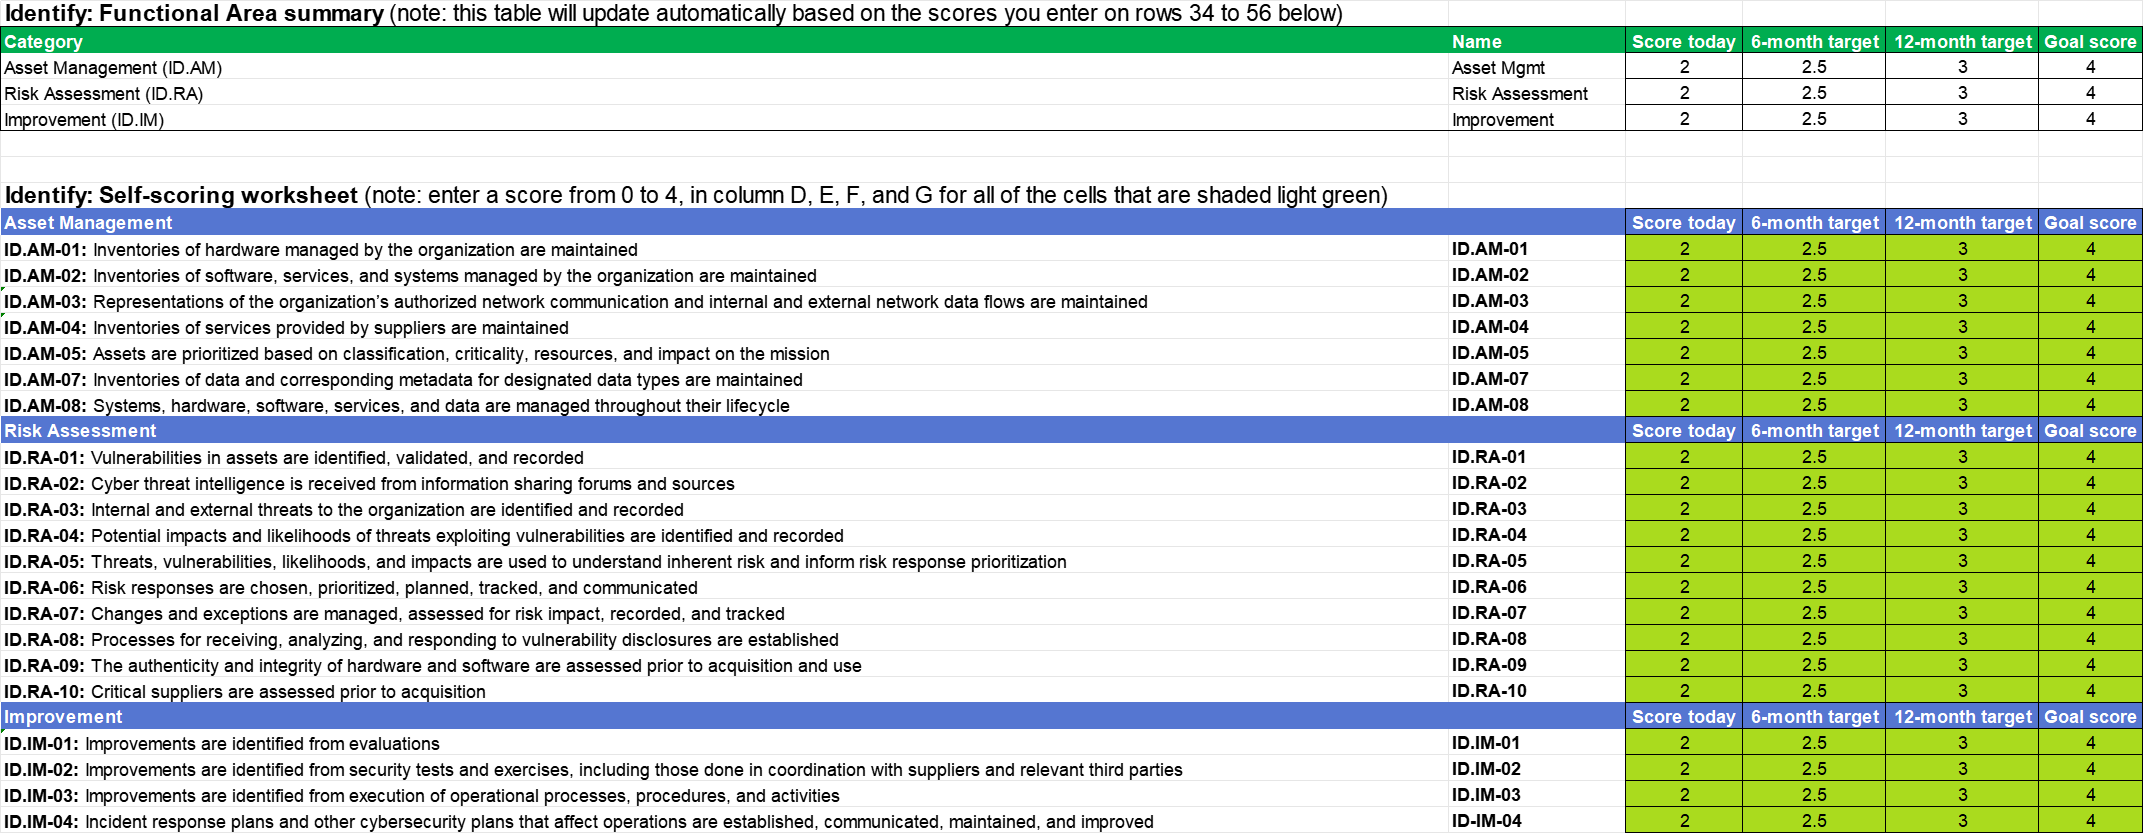 Identify: Functional Area summary (note: this table will update automatically based on the scores you enter on rows 34 to 56 below)
Category Name Score today 6-month target 12-month target Goal score
Asset Management (ID.AM) Asset Mgmt 2 2.5 3 4
Risk Assessment (ID.RA) Risk Assessment 2 2.5 3 4
Improvement (ID.IM) Improvement 2 2.5 3 4
Identify: Self-scoring worksheet (note: enter a score from 0 to 4, in column D, E, F, and G for all of the cells that are shaded light green)
Asset Management Score today 6-month target 12-month target Goal score
ID.AM-01: Inventories of hardware managed by the organization are maintained ID.AM-01 2 2.5 3 4
ID.AM-02: Inventories of software, services, and systems managed by the organization are maintained ID.AM-02 2 2.5 3 4
ID.AM-03: Representations of the organization’s authorized network communication and internal and external network data flows are maintained ID.AM-03 2 2.5 3 4
ID.AM-04: Inventories of services provided by suppliers are maintained ID.AM-04 2 2.5 3 4
ID.AM-05: Assets are prioritized based on classification, criticality, resources, and impact on the mission ID.AM-05 2 2.5 3 4
ID.AM-07: Inventories of data and corresponding metadata for designated data types are maintained ID.AM-07 2 2.5 3 4
ID.AM-08: Systems, hardware, software, services, and data are managed throughout their lifecycle ID.AM-08 2 2.5 3 4
Risk Assessment Score today 6-month target 12-month target Goal score
ID.RA-01: Vulnerabilities in assets are identified, validated, and recorded ID.RA-01 2 2.5 3 4
ID.RA-02: Cyber threat intelligence is received from information sharing forums and sources ID.RA-02 2 2.5 3 4
ID.RA-03: Internal and external threats to the organization are identified and recorded ID.RA-03 2 2.5 3 4
ID.RA-04: Potential impacts and likelihoods of threats exploiting vulnerabilities are identified and recorded ID.RA-04 2 2.5 3 4
ID.RA-05: Threats, vulnerabilities, likelihoods, and impacts are used to understand inherent risk and inform risk response prioritization ID.RA-05 2 2.5 3 4
ID.RA-06: Risk responses are chosen, prioritized, planned, tracked, and communicated ID.RA-06 2 2.5 3 4
ID.RA-07: Changes and exceptions are managed, assessed for risk impact, recorded, and tracked ID.RA-07 2 2.5 3 4
ID.RA-08: Processes for receiving, analyzing, and responding to vulnerability disclosures are established ID.RA-08 2 2.5 3 4
ID.RA-09: The authenticity and integrity of hardware and software are assessed prior to acquisition and use ID.RA-09 2 2.5 3 4
ID.RA-10: Critical suppliers are assessed prior to acquisition ID.RA-10 2 2.5 3 4
Improvement Score today 6-month target 12-month target Goal score
ID.IM-01: Improvements are identified from evaluations ID.IM-01 2 2.5 3 4
ID.IM-02: Improvements are identified from security tests and exercises, including those done in coordination with suppliers and relevant third parties ID.IM-02 2 2.5 3 4
ID.IM-03: Improvements are identified from execution of operational processes, procedures, and activities ID.IM-03 2 2.5 3 4
ID.IM-04: Incident response plans and other cybersecurity plans that affect operations are established, communicated, maintained, and improved ID-IM-04 2 2.5 3 4